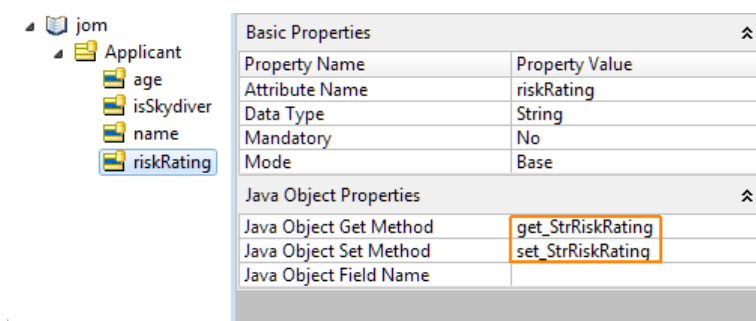 jom
Applicant
age
isSkydiver
name
riskRating
Basic Properties
Property Name Property Value
Attribute Name riskRating
Data Type String
Mandatory No
Mode Base
Java Object Properties
Java Object Get Method get_StrRiskRating
Java Object Set Method set_StrRiskRating
Java Object Field Name